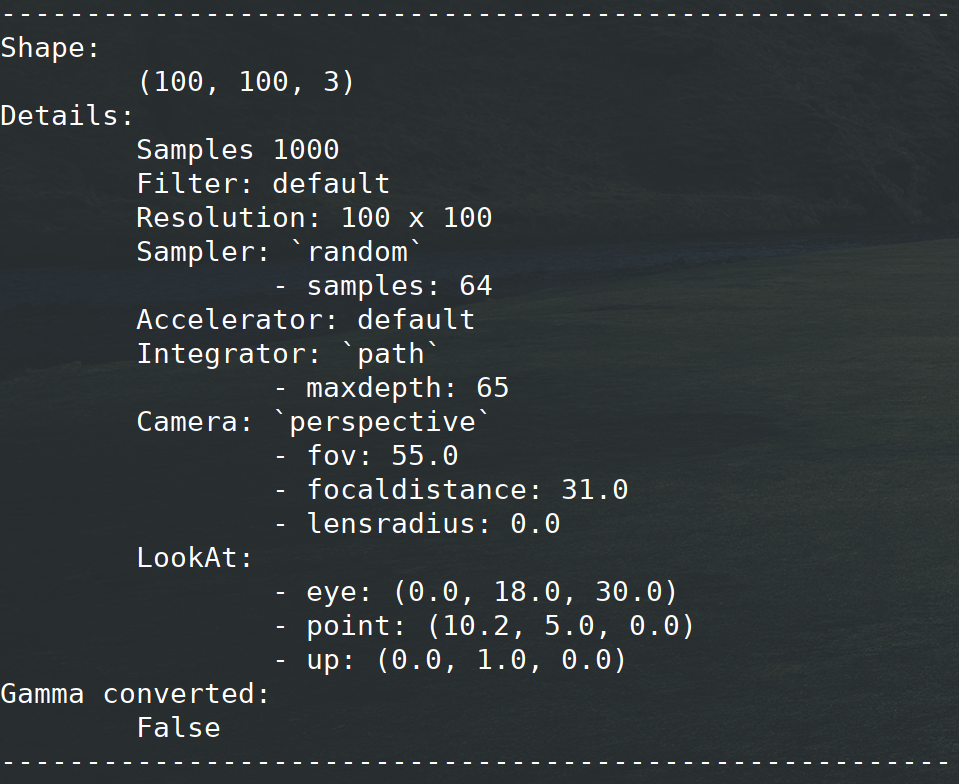 --------------------------------------------------------
Shape:
        (100, 100, 3)
Details:
        Samples 1000
        Filter: default
        Resolution: 100 x 100
        Sampler: `random`
                - samples: 64
        Accelerator: default
        Integrator: `path`
                - maxdepth: 65
        Camera: `perspective`
                - fov: 55.0
                - focaldistance: 31.0
                - lensradius: 0.0
        LookAt:
                - eye: (0.0, 18.0, 30.0)
                - point: (10.2, 5.0, 0.0)
                - up: (0.0, 1.0, 0.0)
Gamma converted:
        False
--------------------------------------------------------